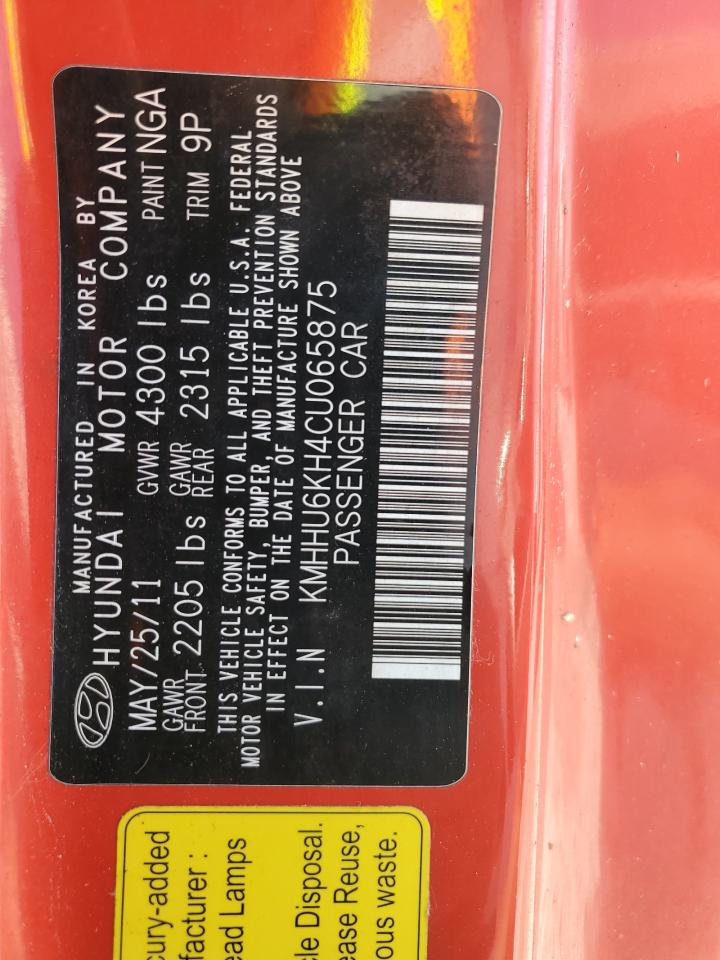 MANUFACTURED IN KOREA BY
HYUNDAI MOTOR COMPANY
MAY/25/11 GVWR 4300 lbs PAINT NGA
GAWR FRONT 2205 lbs GAWR REAR 2315 lbs TRIM 9P
THIS VEHICLE CONFORMS TO ALL APPLICABLE U.S.A. FEDERAL
MOTOR VEHICLE SAFETY, BUMPER, AND THEFT PREVENTION STANDARDS
IN EFFECT ON THE DATE OF MANUFACTURE SHOWN ABOVE
V.I.N KMHHU6KH4CU065875
PASSENGER CAR
cury-added
facturer :
ead Lamps
cle Disposal.
ease Reuse,
ous waste.